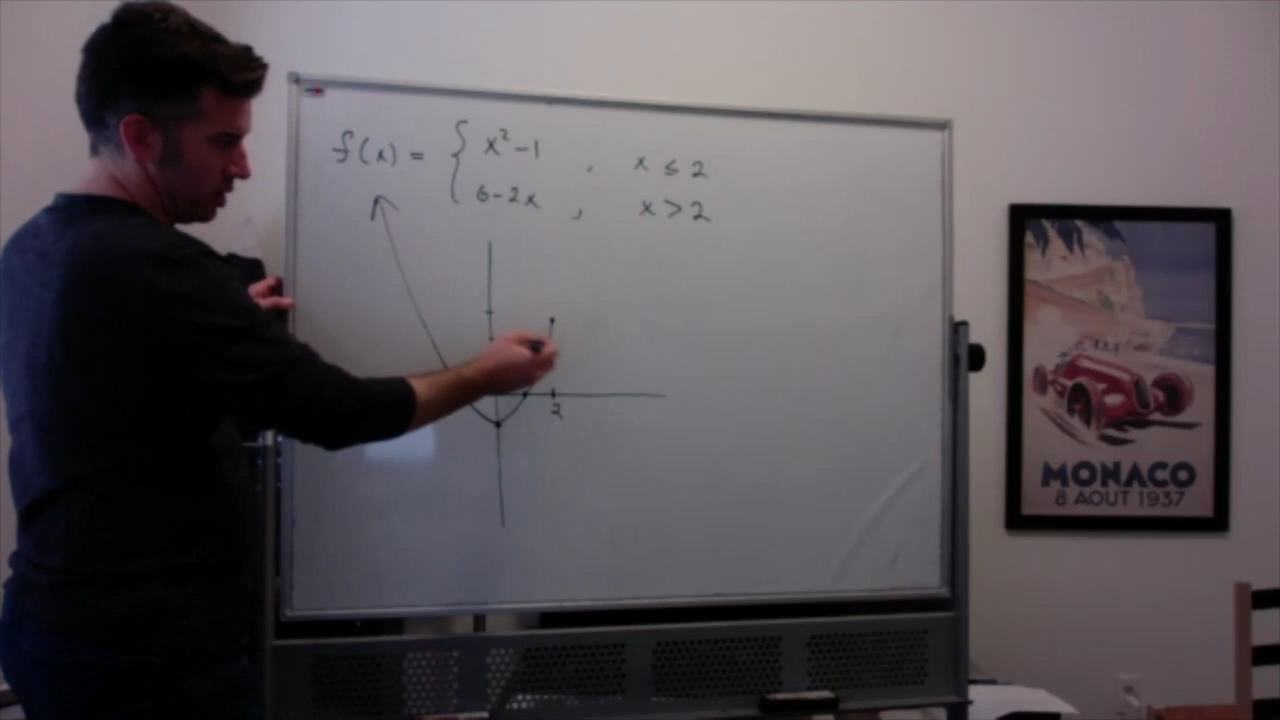 f(x) = { x² - 1 , x ≤ 2
6 - 2x , x > 2
2
MONACO
8 AOUT 1937